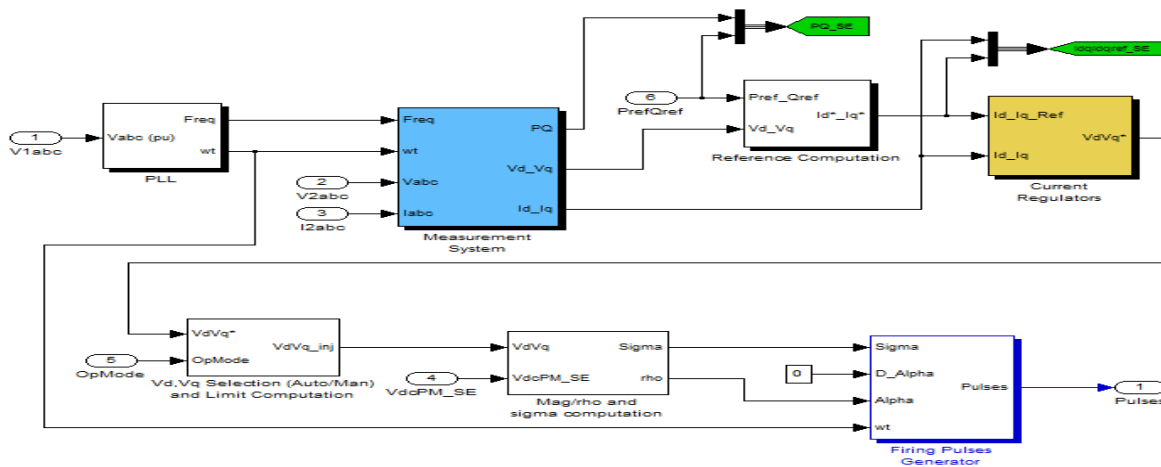 PQ_SE
idqidqref_SE
6
PrefQref
Pref_Qref
Vd_Vq
Id*_Iq*
Reference Computation
Id_Iq_Ref
Id_Iq
VdVq*
Current
Regulators
1
V1abc
Vabc (pu)
Freq
wt
PLL
2
V2abc
3
I2abc
Freq
wt
Vabc
Iabc
PQ
Vd_Vq
Id_Iq
Measurement
System
5
OpMode
VdVq*
OpMode
VdVq_inj
Vd,Vq Selection (Auto/Man)
and Limit Computation
4
VdcPM_SE
VdVq
VdcPM_SE
Sigma
rho
Mag/rho and
sigma computation
0
Sigma
D_Alpha
Alpha
wt
Pulses
Firing Pulses
Generator
1
Pulses